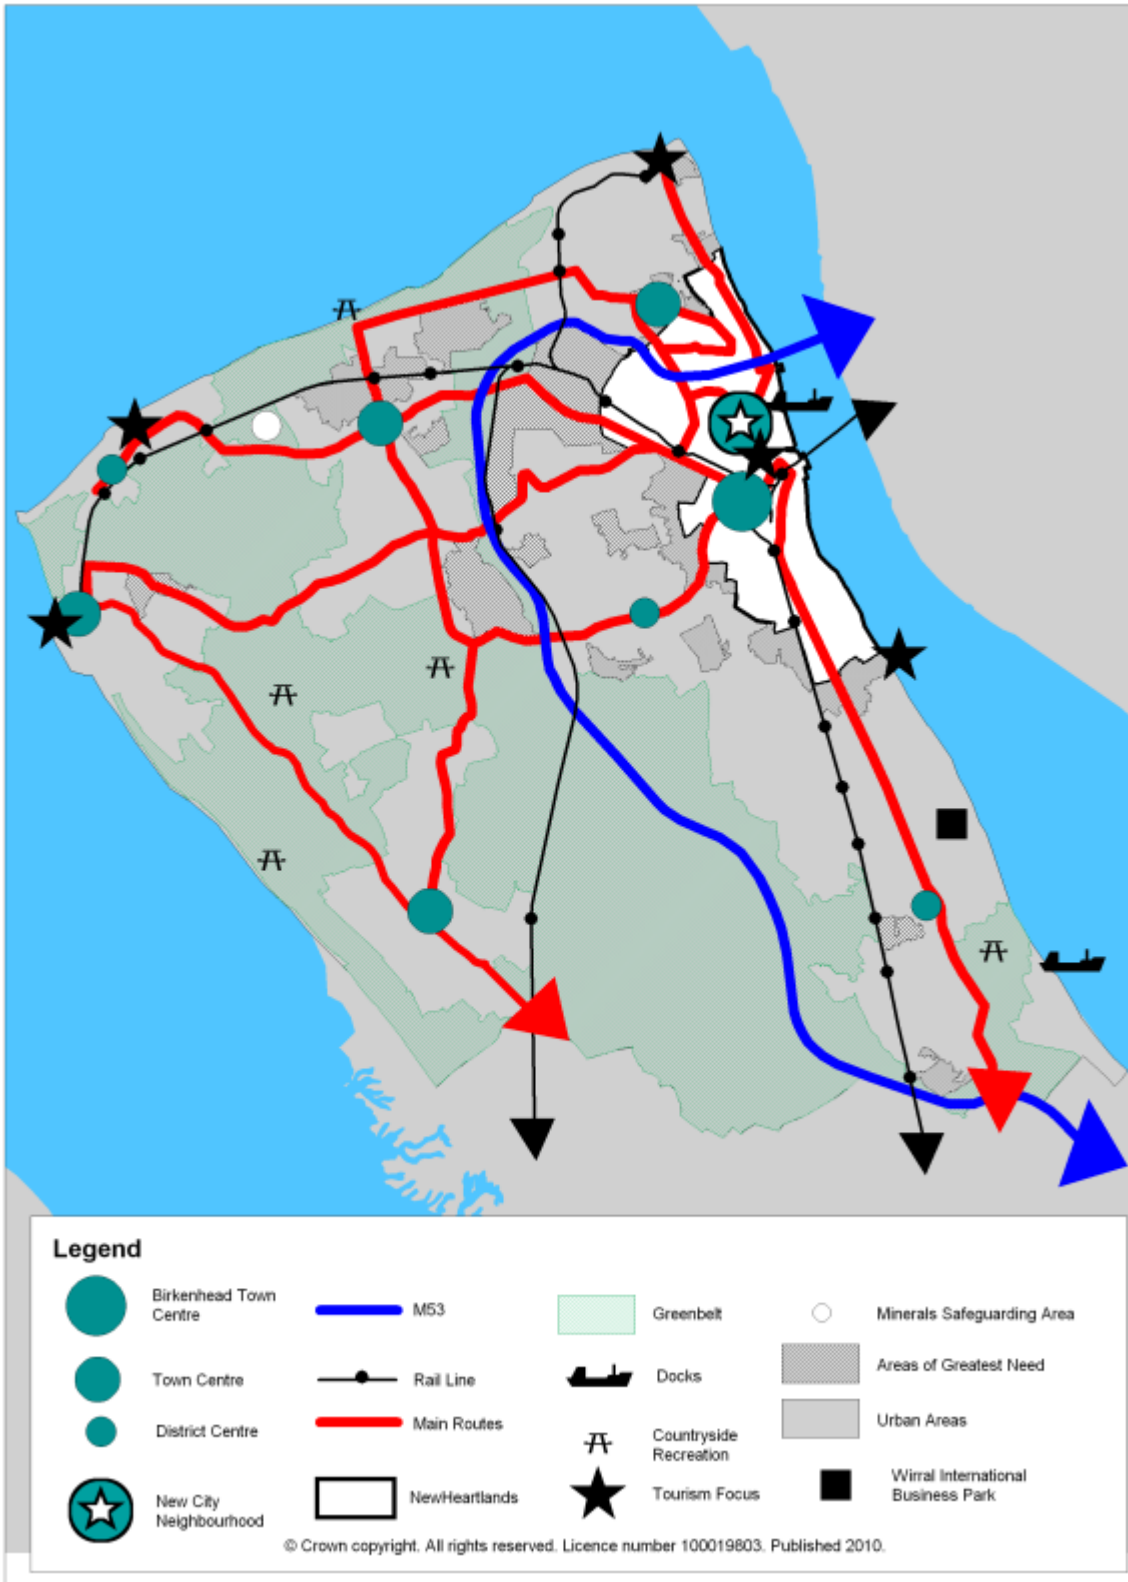 Legend
Birkenhead Town
Centre
Town Centre
District Centre
New City
Neighbourhood
M53
Rail Line
Main Routes
NewHeartlands
Greenbelt
Docks
Countryside
Recreation
Tourism Focus
Minerals Safeguarding Area
Areas of Greatest Need
Urban Areas
Wirral International
Business Park
© Crown copyright. All rights reserved. Licence number 100019803. Published 2010.